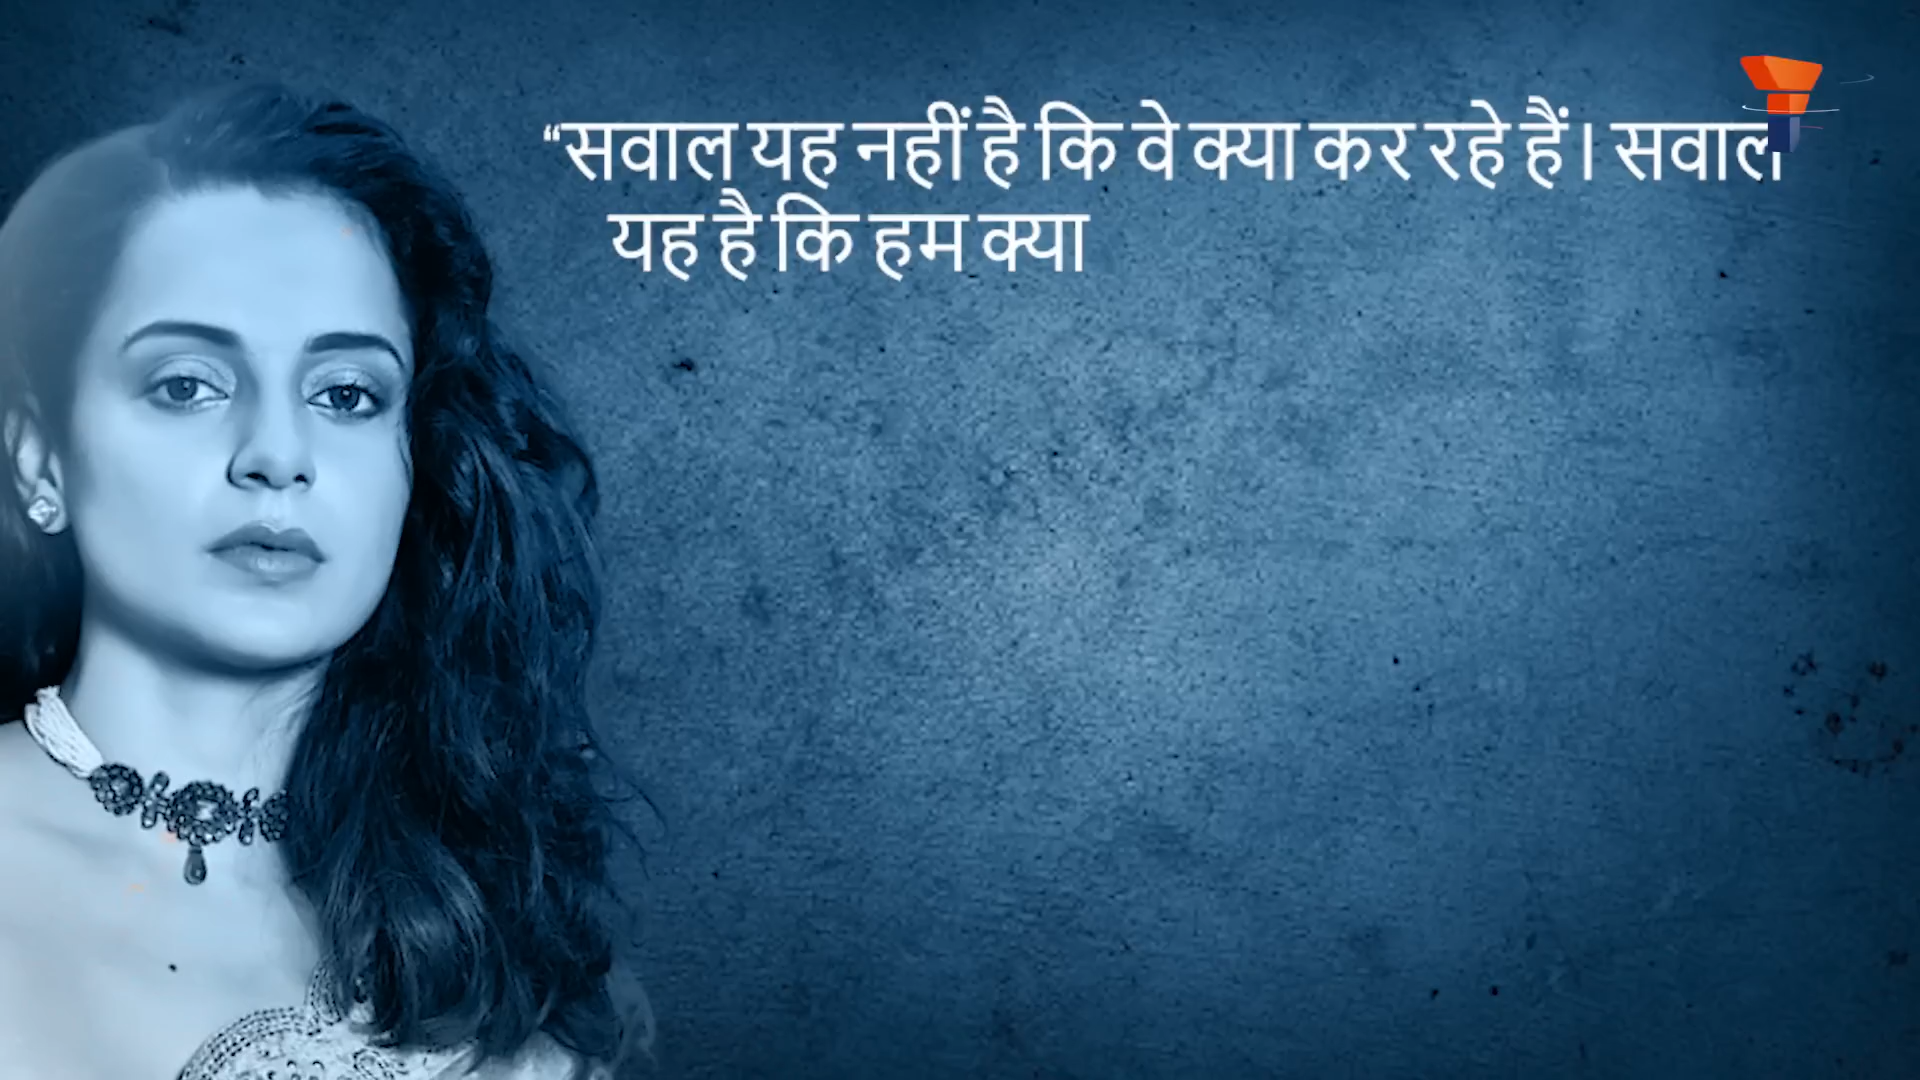 “सवाल यह नहीं है कि वे क्या कर रहे हैं। सवाल
यह है कि हम क्या